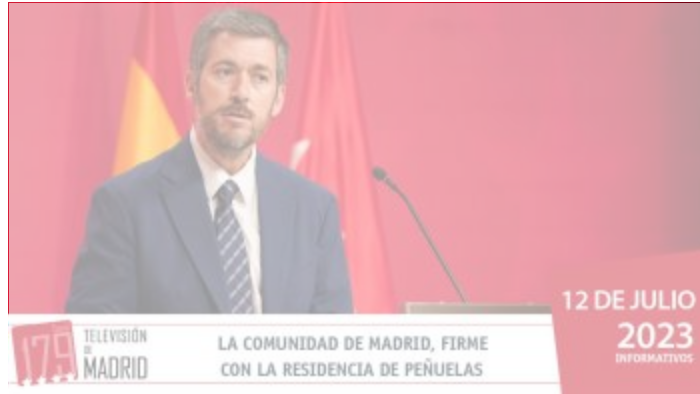 12 DE JULIO
2023
INFORMATIVOS
179
TELEVISIÓN
DE
MADRID
LA COMUNIDAD DE MADRID, FIRME
CON LA RESIDENCIA DE PEÑUELAS